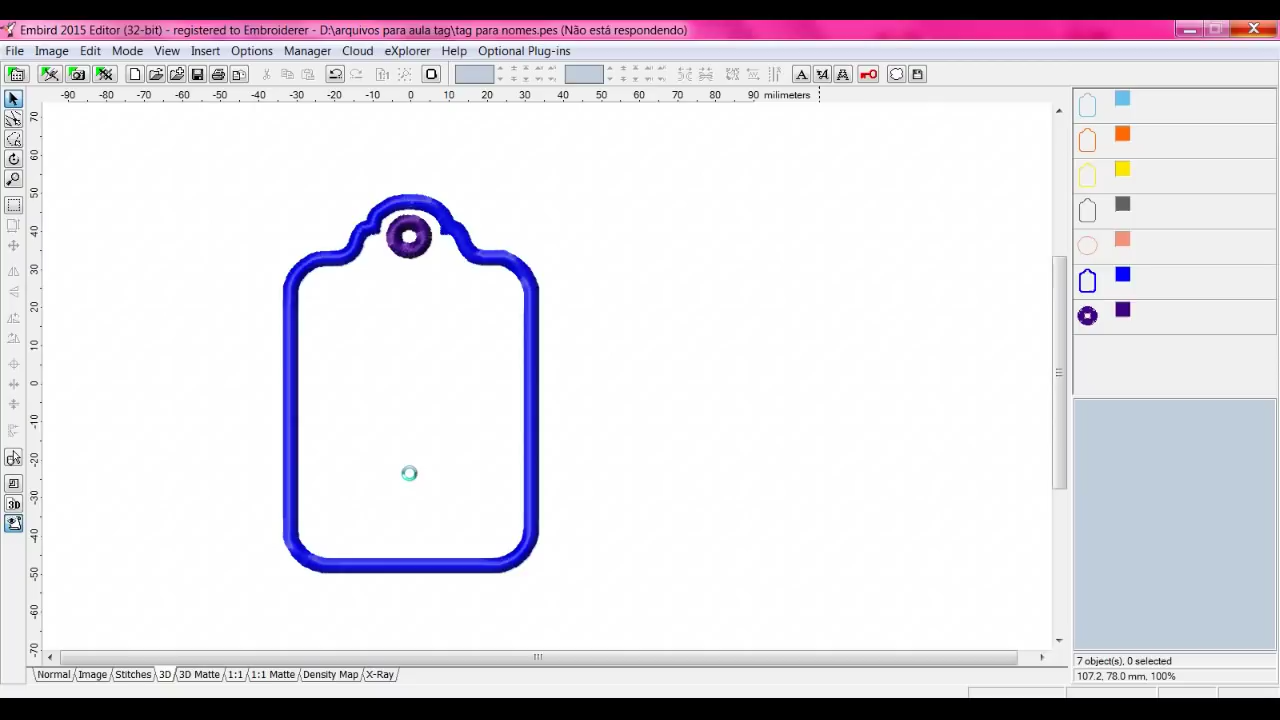 Embird 2015 Editor (32-bit) - registered to Embroiderer - D:\arquivos para aula tag\tag para nomes.pes (Não está respondendo)
File Image Edit Mode View Insert Options Manager Cloud eXplorer Help Optional Plug-ins
-90 -80 -70 -60 -50 -40 -30 -20 -10 0 10 20 30 40 50 60 70 80 90 milimeters
70
60
50
40
30
20
10
0
-10
-20
-30
-40
-50
-60
-70
3D
Normal Image Stitches 3D 3D Matte 1:1 1:1 Matte Density Map X-Ray
7 object(s), 0 selected
107.2, 78.0 mm, 100%